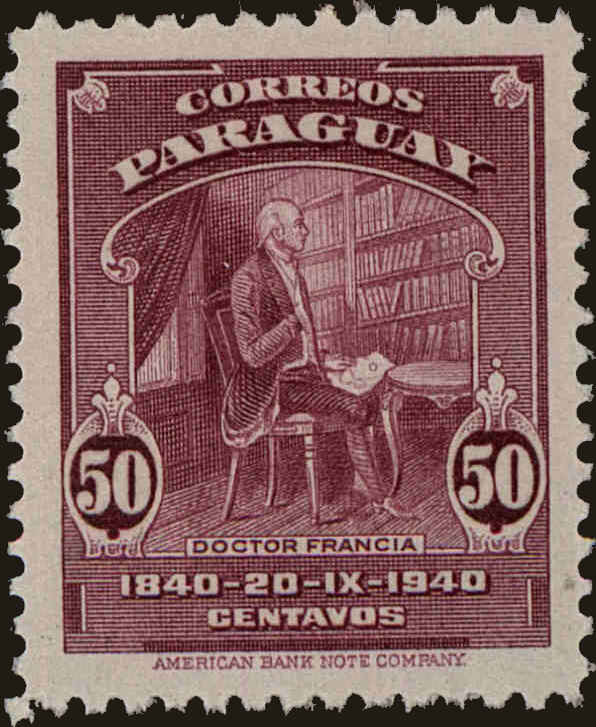 CORREOS
PARAGUAY
50 50
DOCTOR FRANCIA
1840-20-IX-1940
CENTAVOS
AMERICAN BANK NOTE COMPANY.